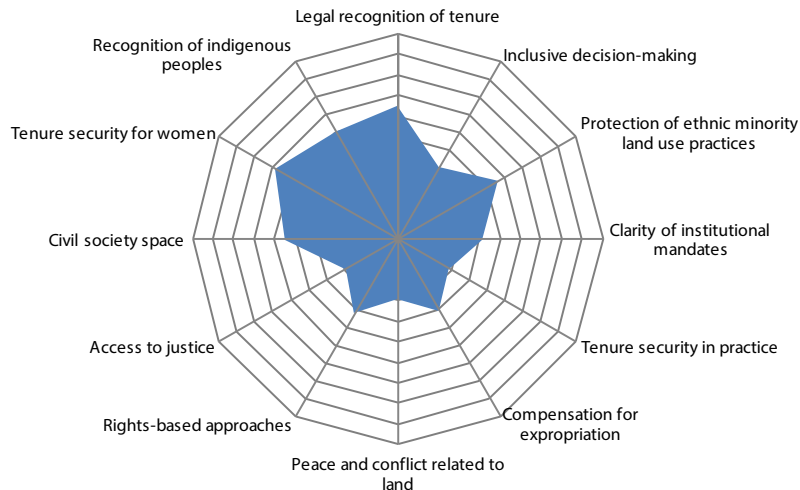 Legal recognition of tenure
Inclusive decision-making
Protection of ethnic minority
land use practices
Clarity of institutional
mandates
Tenure security in practice
Compensation for
expropriation
Peace and conflict related to
land
Rights-based approaches
Access to justice
Civil society space
Tenure security for women
Recognition of indigenous
peoples